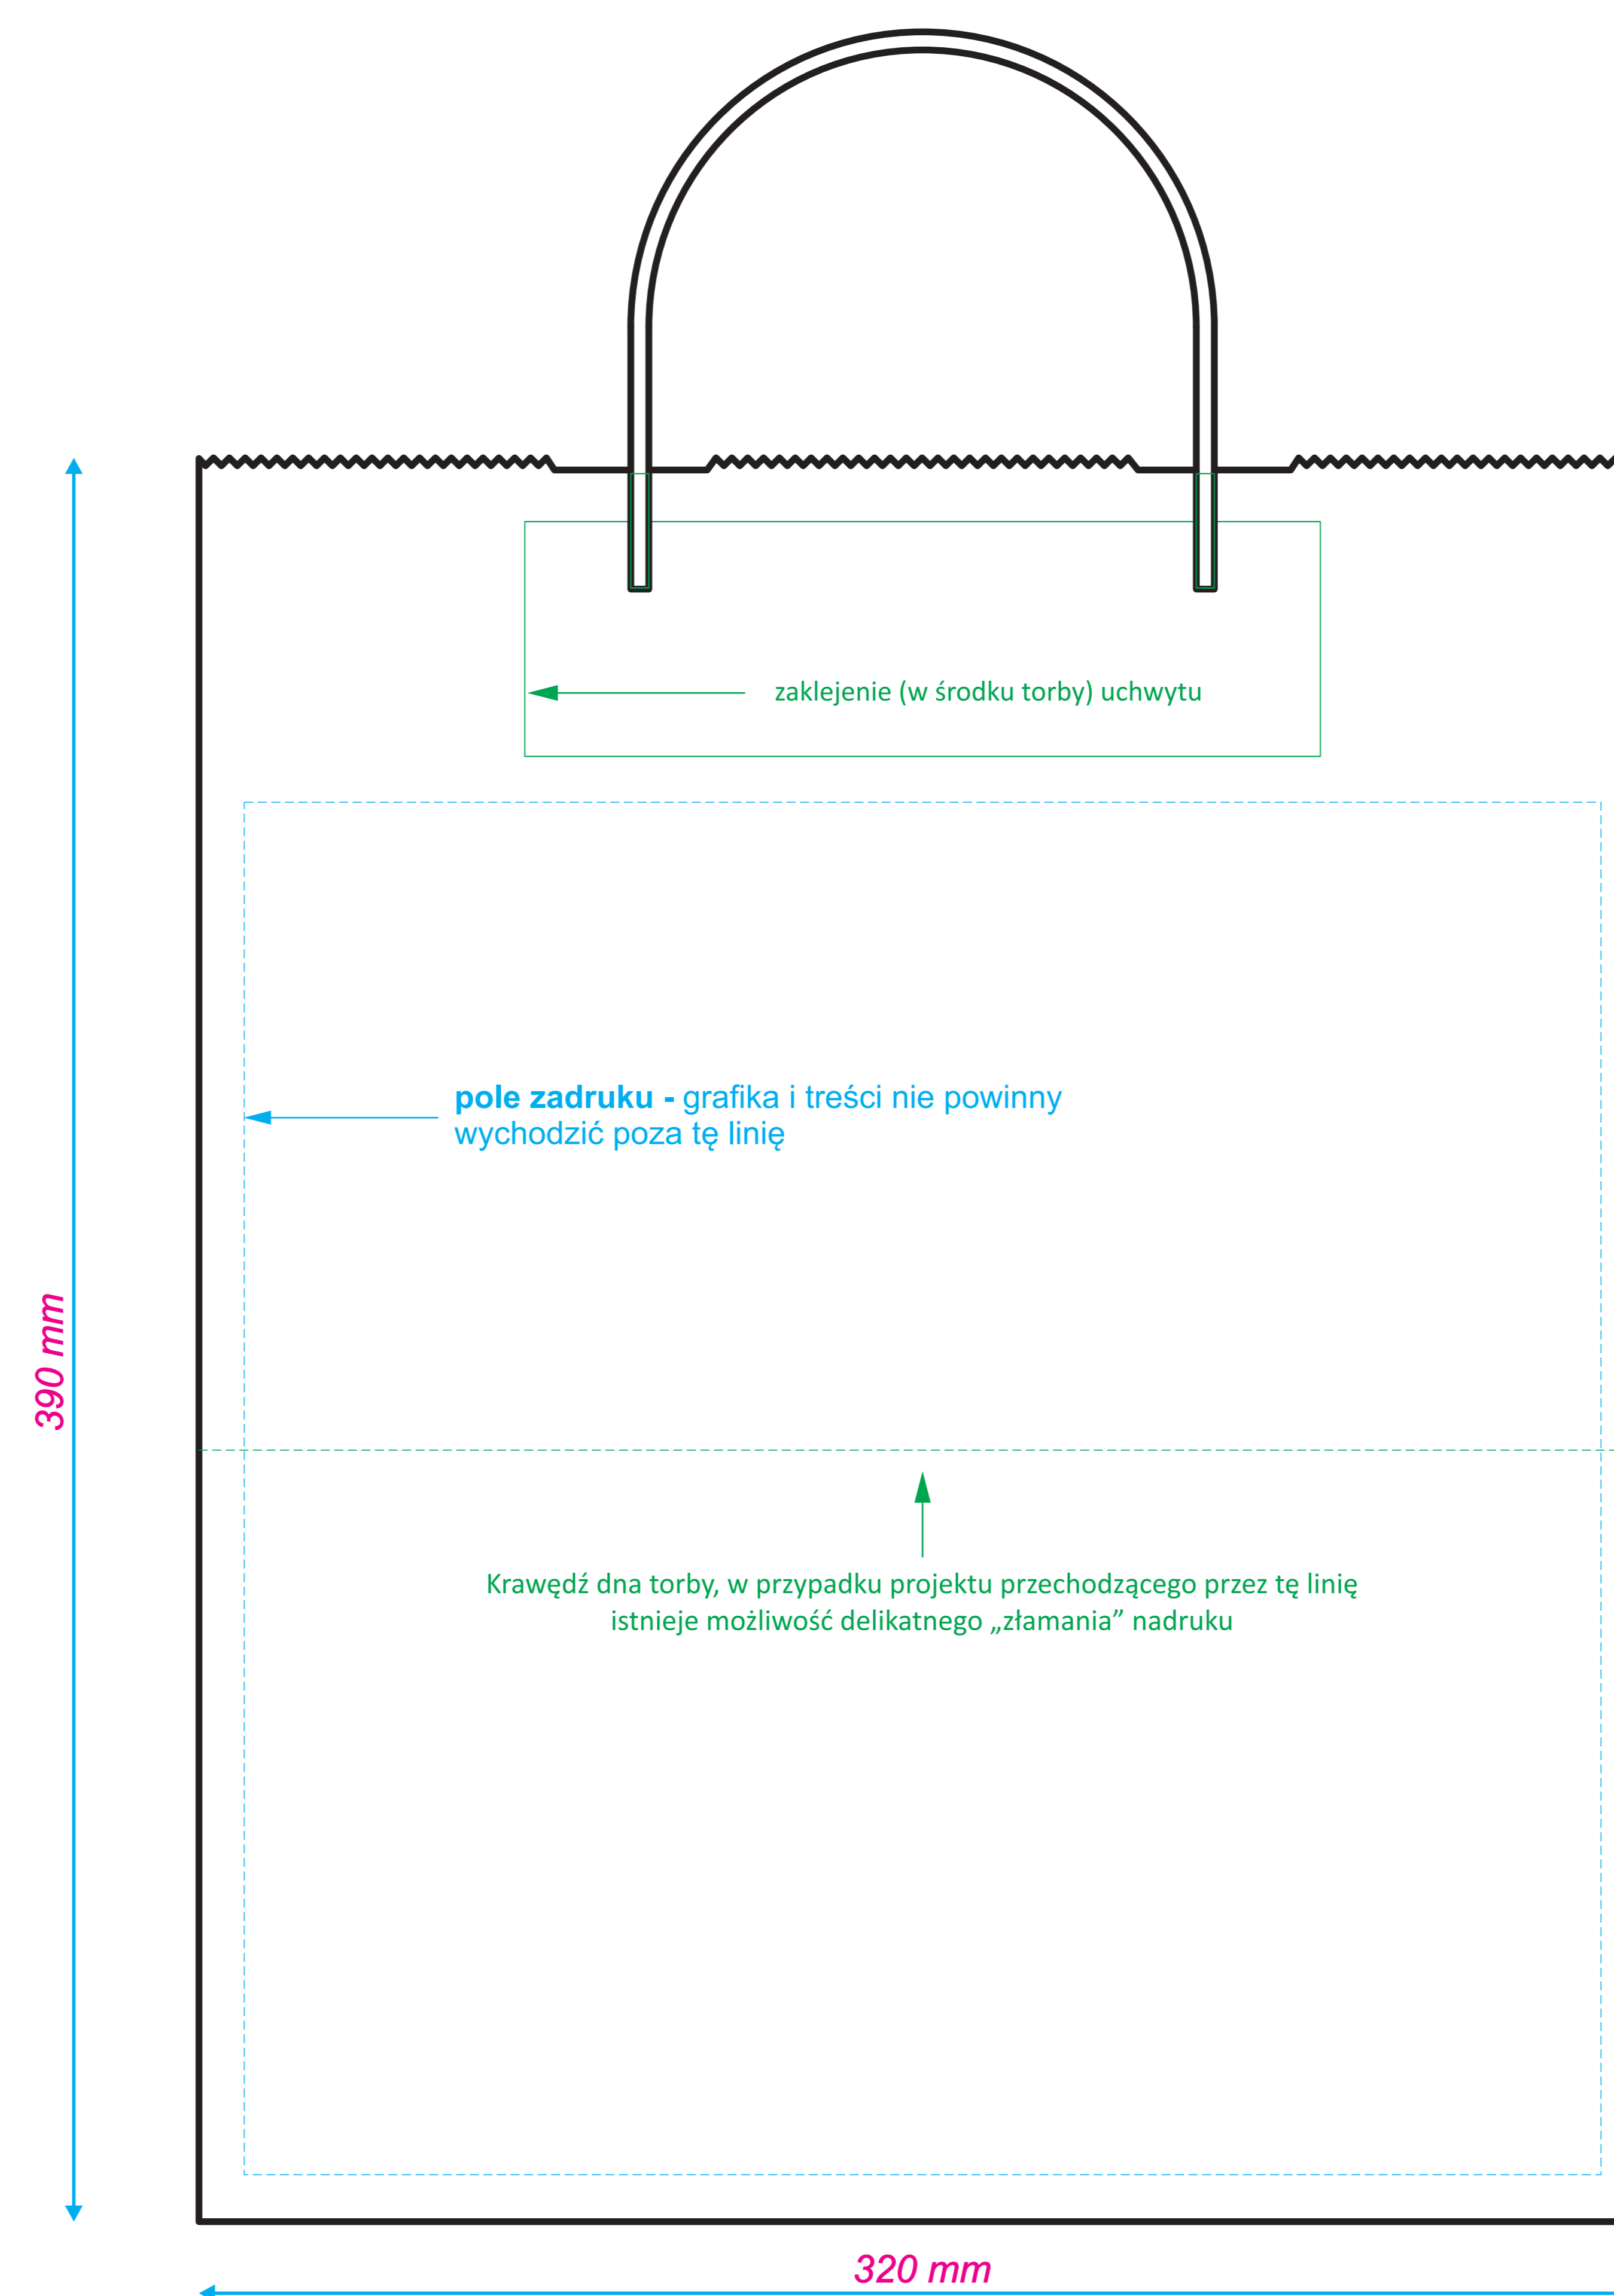 zaklejenie (w środku torby) uchwytu
pole zadruku - grafika i treści nie powinny
wychodzić poza tę linię
390 mm
Krawędź dna torby, w przypadku projektu przechodzącego przez tę linię
istnieje możliwość delikatnego „złamania” nadruku
320 mm